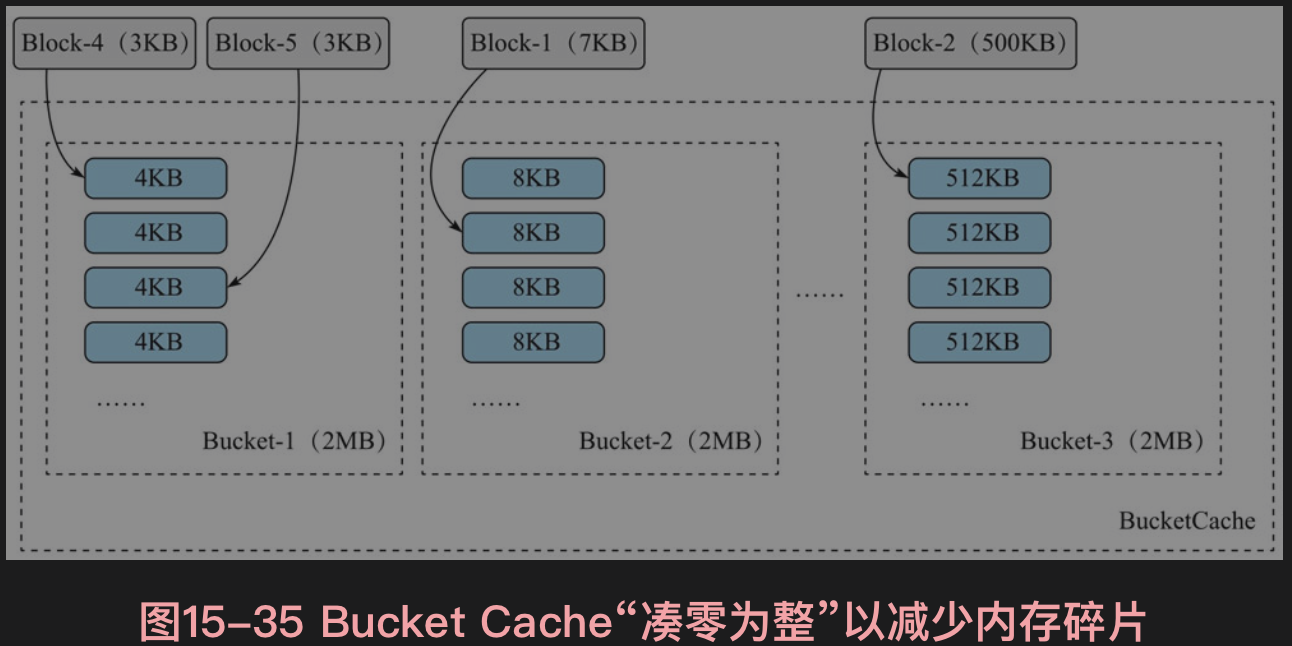 Block-4（3KB） Block-5（3KB） Block-1（7KB） Block-2（500KB）
4KB 8KB 512KB
4KB 8KB 512KB
4KB 8KB …… 512KB
4KB 8KB 512KB
…… …… ……
Bucket-1（2MB） Bucket-2（2MB） Bucket-3（2MB）
BucketCache
图15-35 Bucket Cache“凑零为整”以减少内存碎片